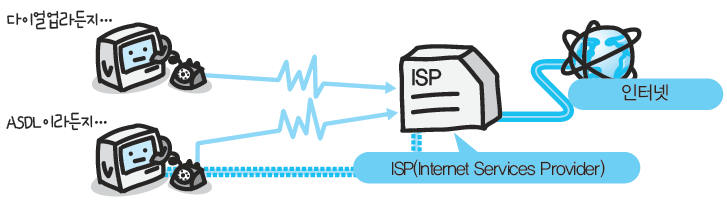 다이얼업라든지…
ISP
인터넷
ASDL이라든지…
ISP(Internet Services Provider)